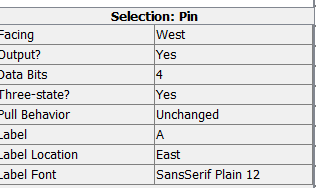 Selection: Pin
Facing West
Output? Yes
Data Bits 4
Three-state? Yes
Pull Behavior Unchanged
Label A
Label Location East
Label Font SansSerif Plain 12